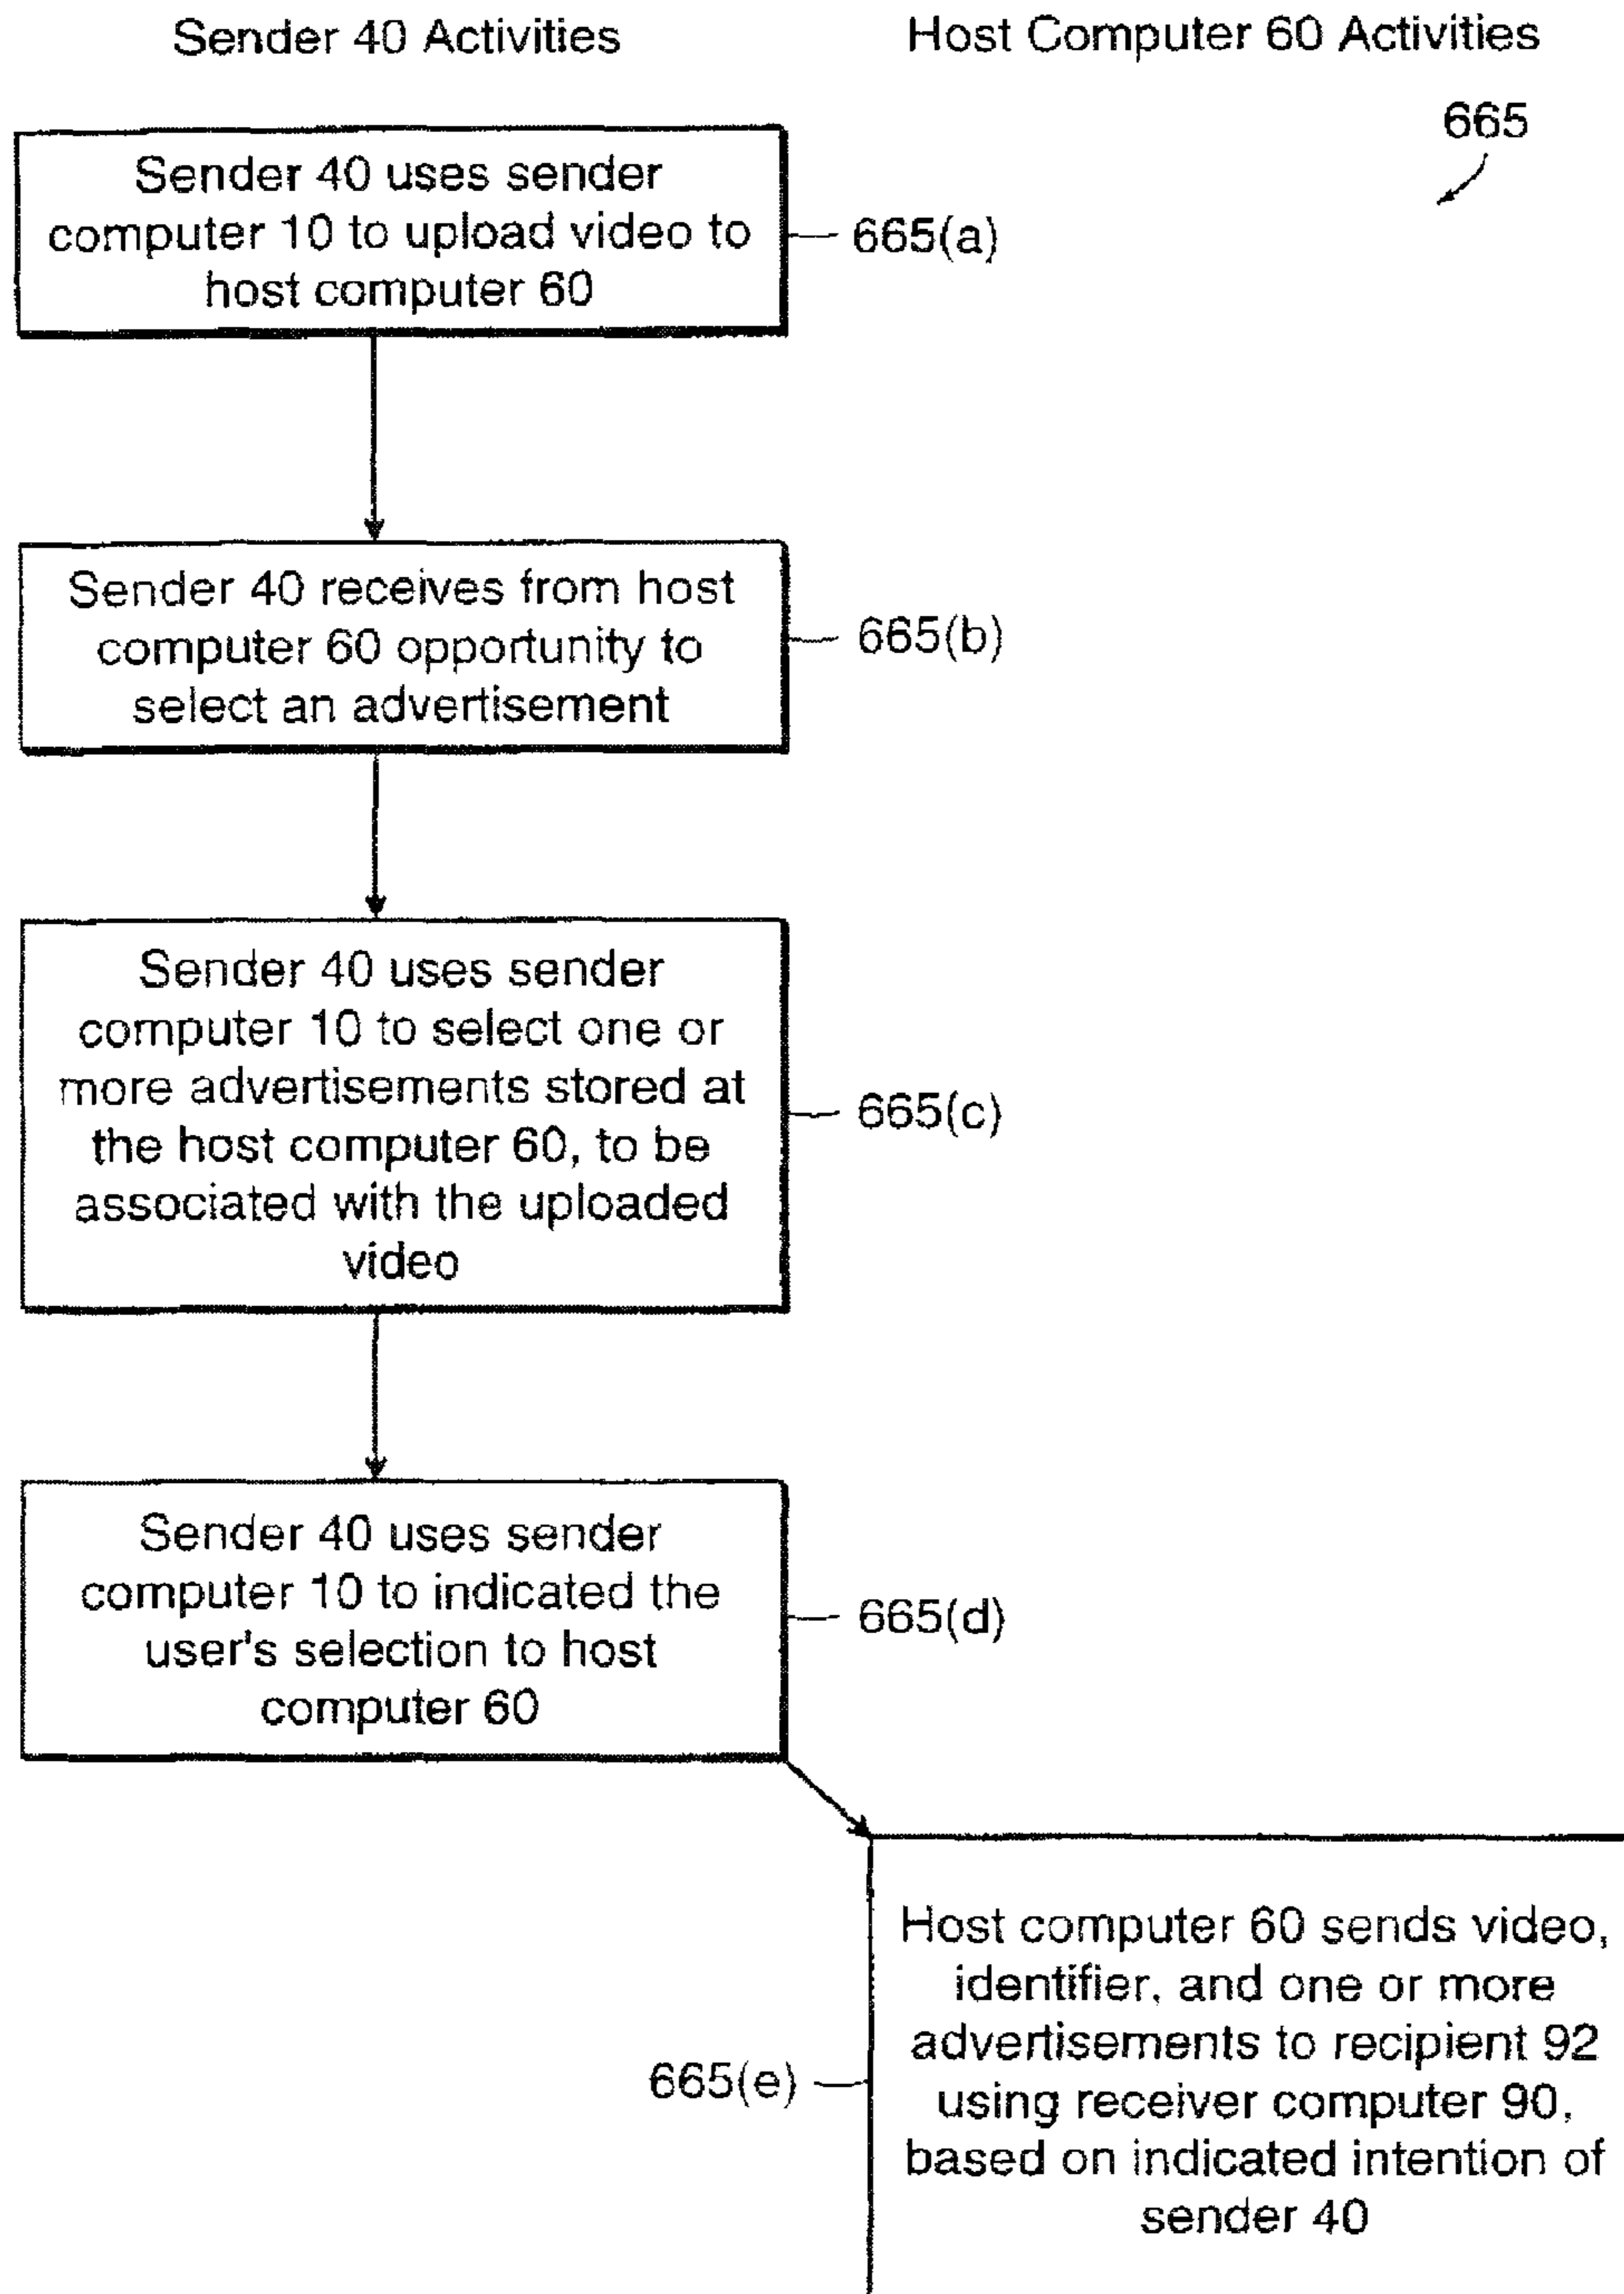 Sender 40 Activities
Host Computer 60 Activities
665
Sender 40 uses sender
computer 10 to upload video to
host computer 60
665(a)
Sender 40 receives from host
computer 60 opportunity to
select an advertisement
665(b)
Sender 40 uses sender
computer 10 to select one or
more advertisements stored at
the host computer 60, to be
associated with the uploaded
video
665(c)
Sender 40 uses sender
computer 10 to indicated the
user's selection to host
computer 60
665(d)
Host computer 60 sends video,
identifier, and one or more
advertisements to recipient 92
using receiver computer 90,
based on indicated intention of
sender 40
665(e)